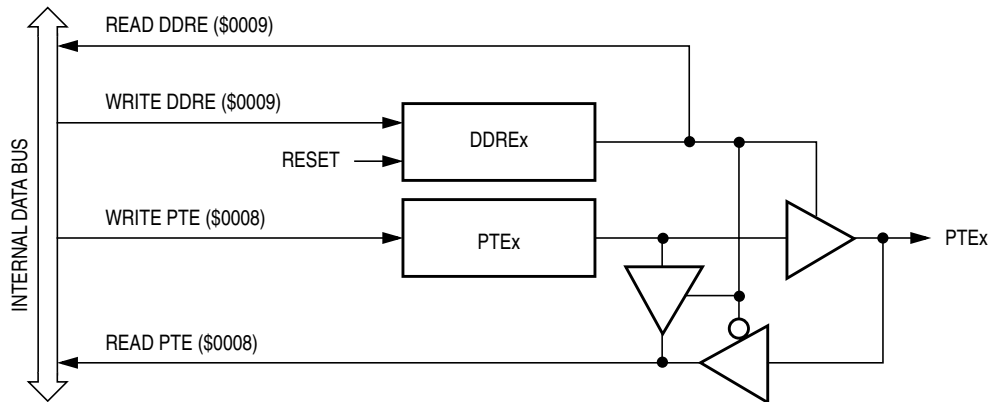 READ DDRE ($0009)
WRITE DDRE ($0009)
DDREx
RESET
INTERNAL DATA BUS
WRITE PTE ($0008)
PTEx
PTEx
READ PTE ($0008)